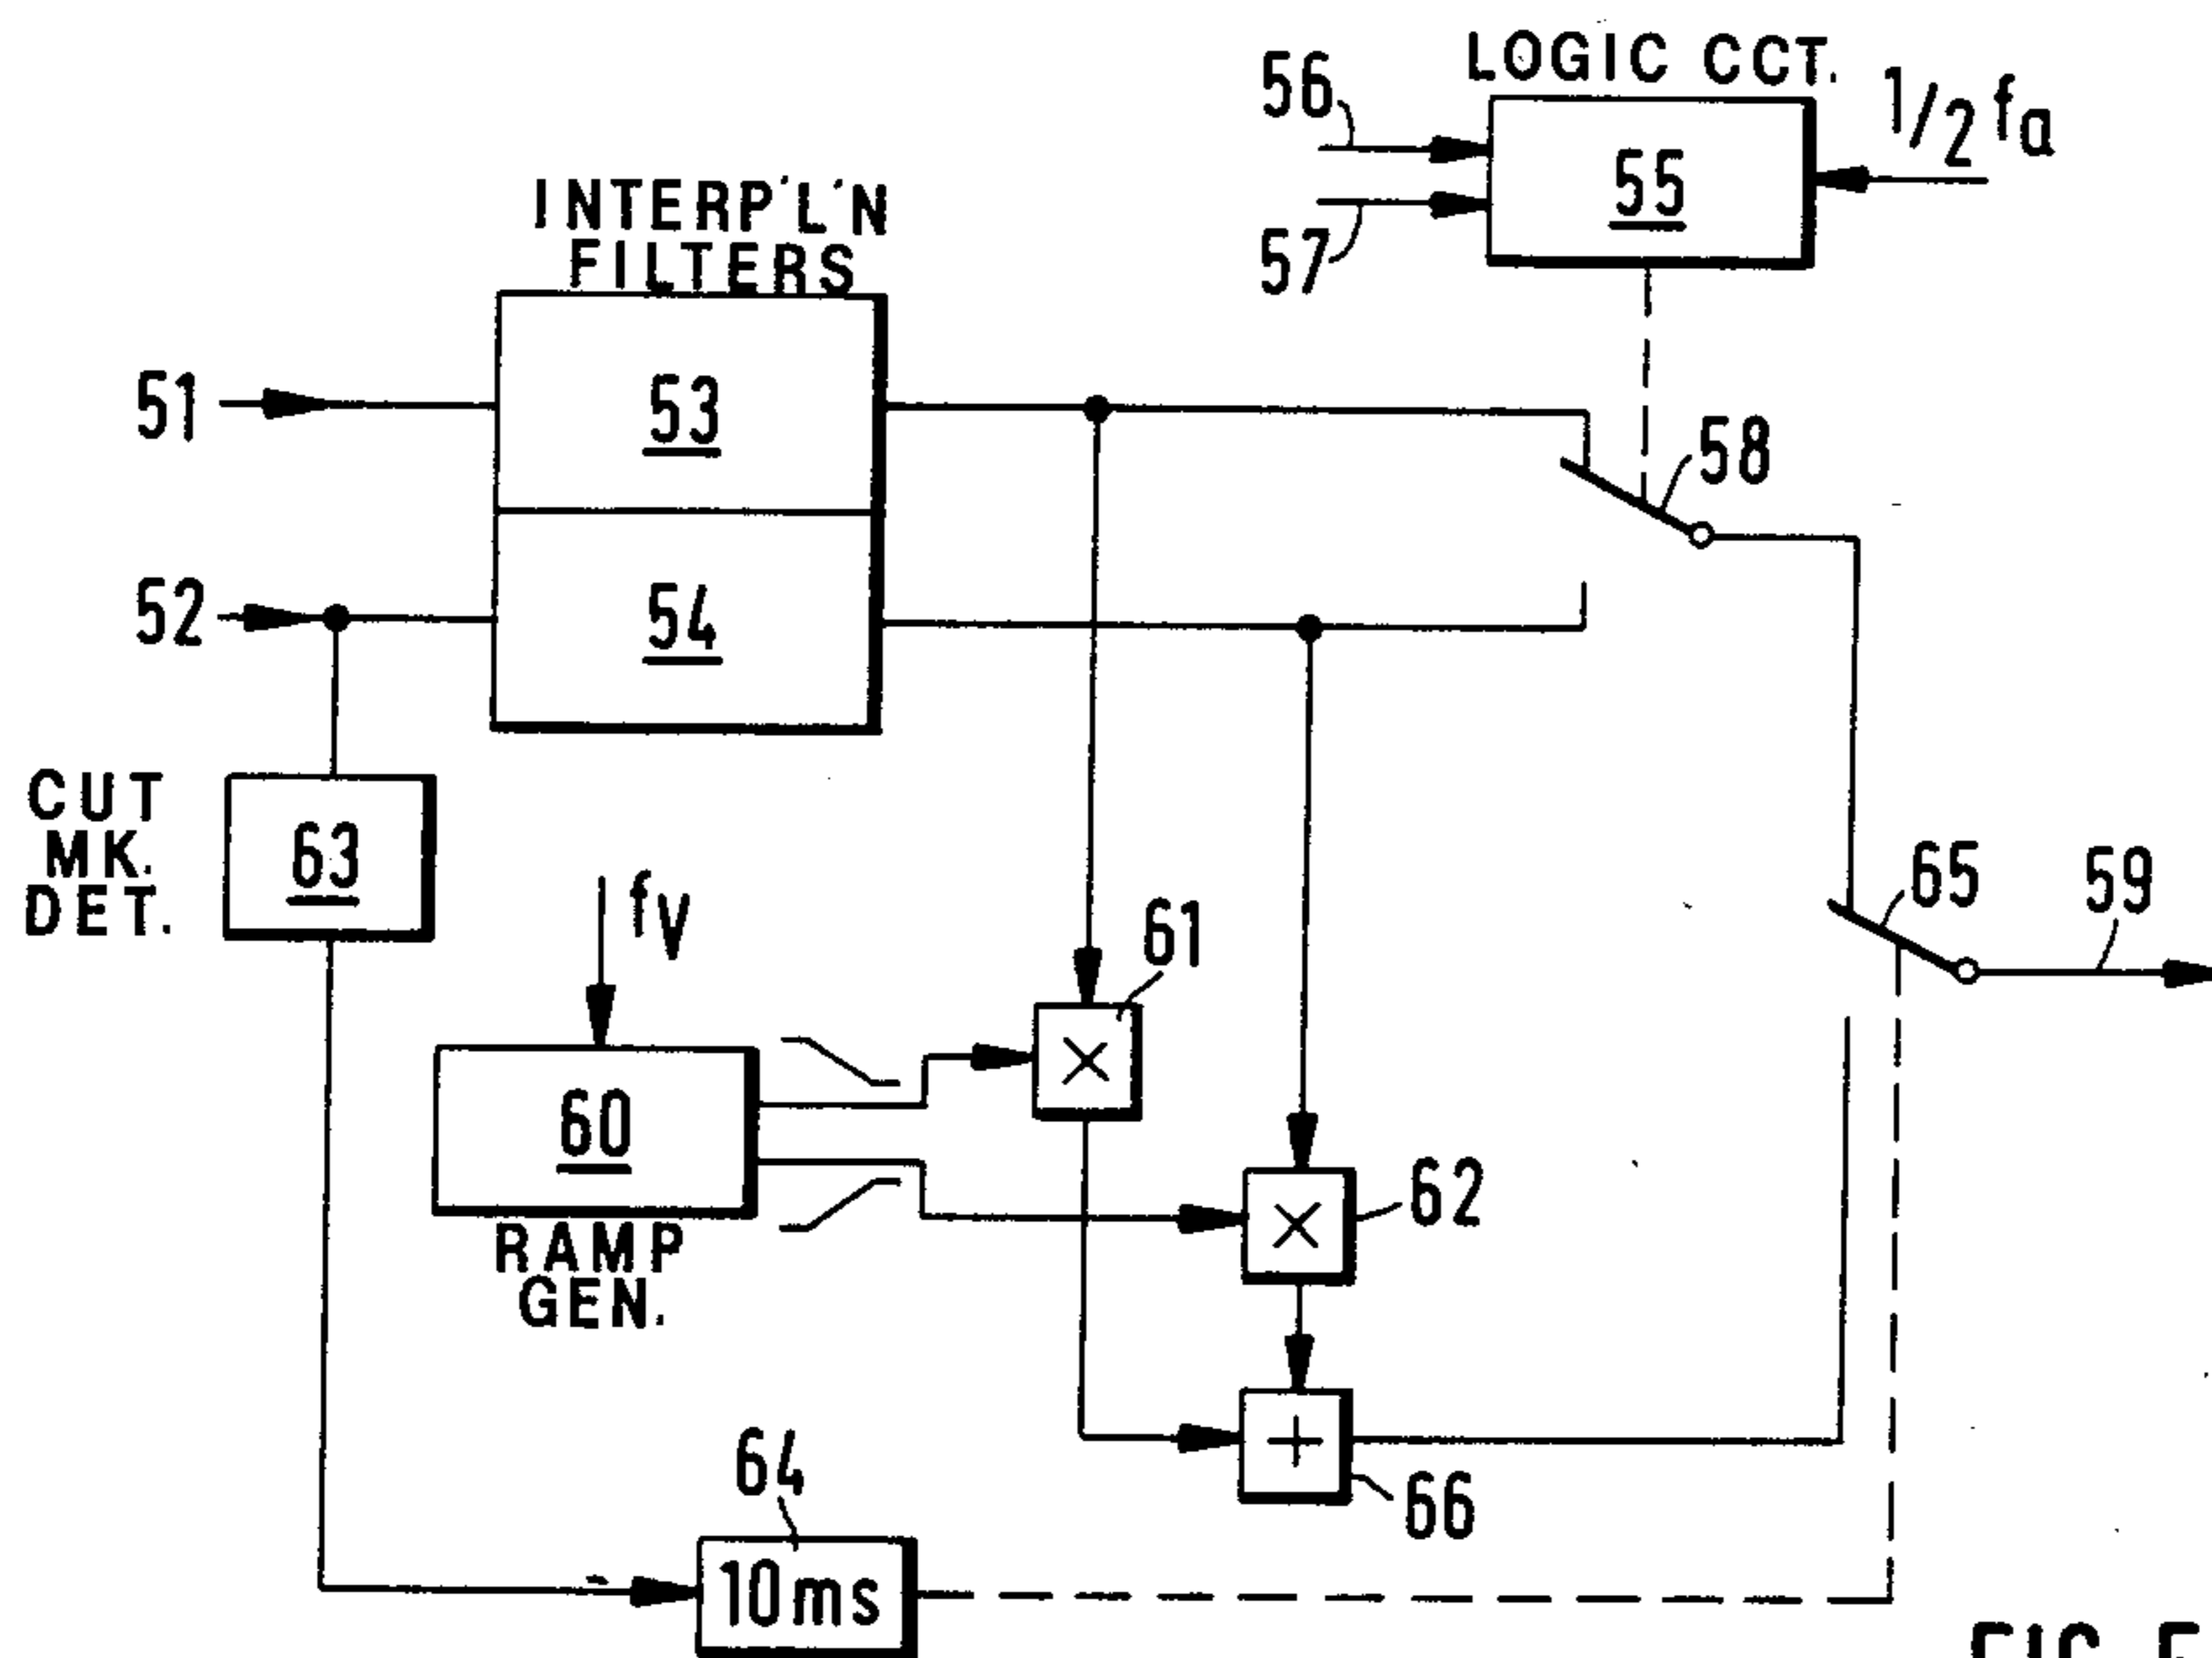 LOGIC CCT.
56
55
1/2 fa
57
INTERP'L'N
FILTERS
51
53
58
52
54
CUT
MK.
DET.
63
fV
61
65
59
60
62
RAMP
GEN.
64
66
10ms